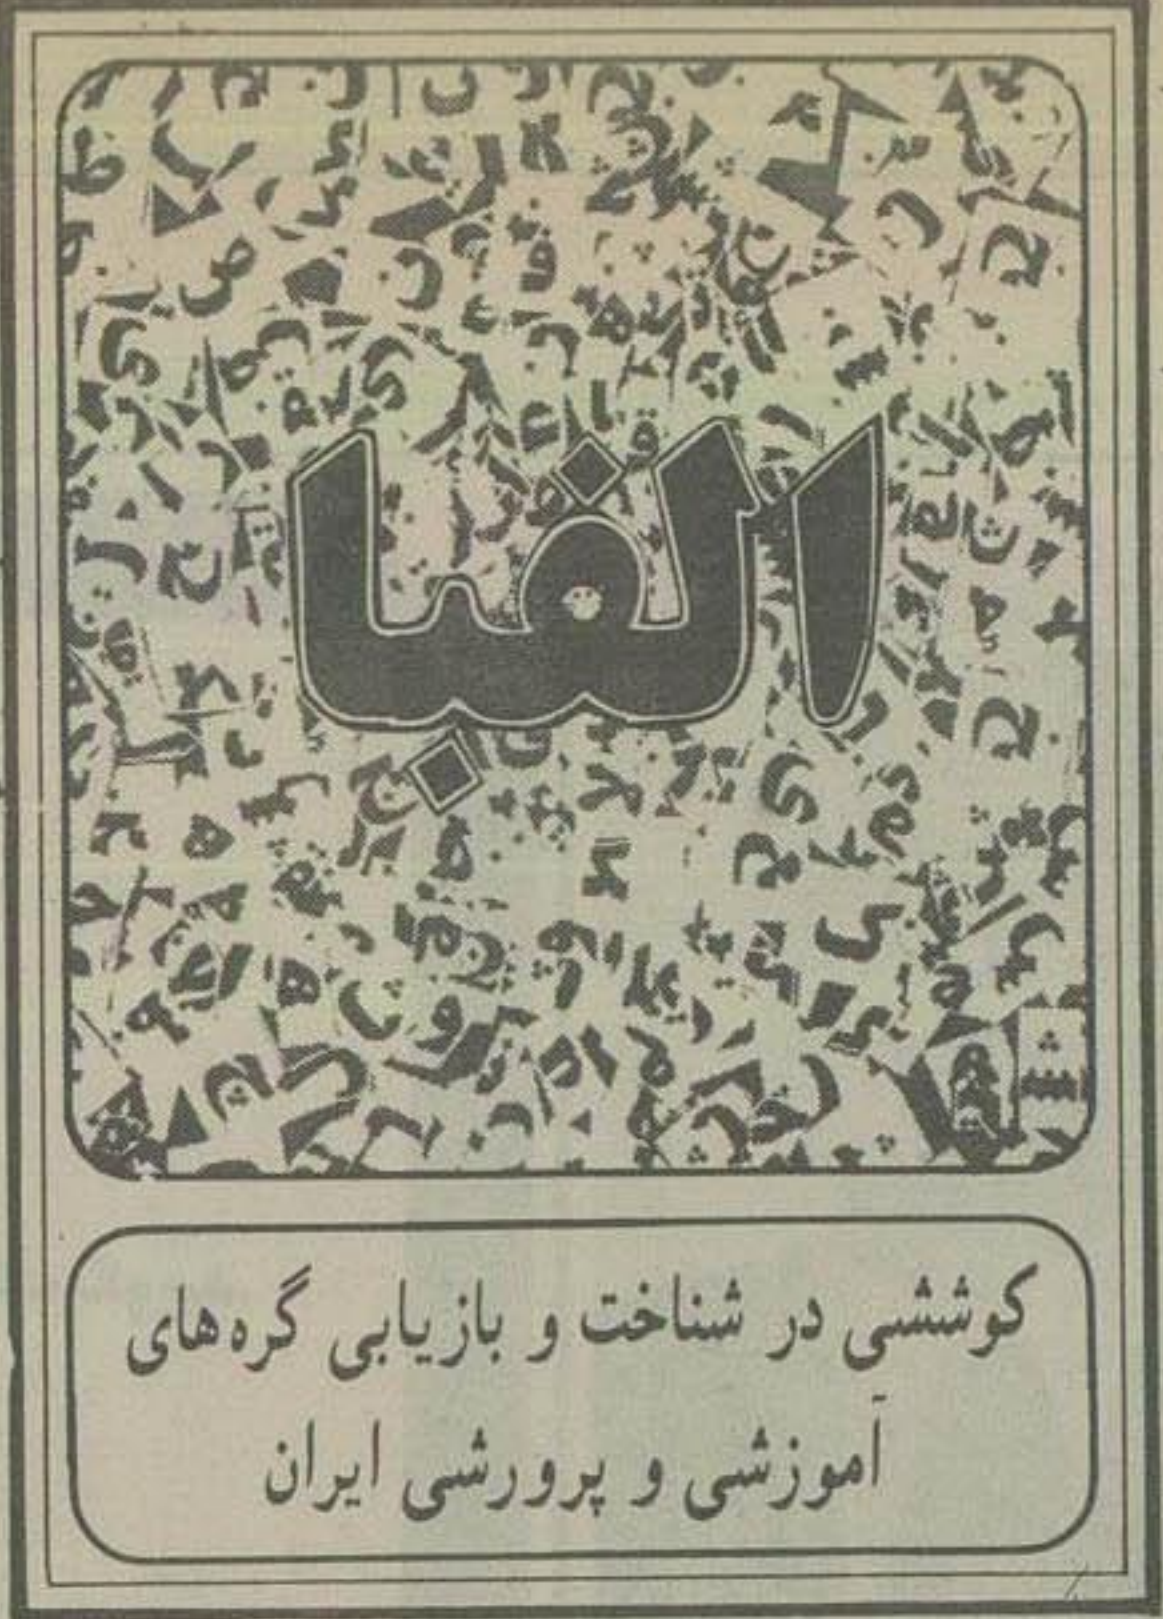 الفبا
کوششی در شناخت و بازیابی گره‌های
آموزشی و پرورشی ایران